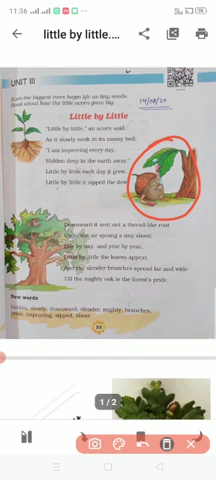 11:36
76
little by little....
UNIT III
Even the biggest trees began life as tiny seeds.
Read about how the little acorn grew big.
14/08/20
Little by Little
"Little by little," an acorn said,
As it slowly sank in its mossy bed,
"I am improving every day,
Hidden deep in the earth away."
Little by little each day it grew,
Little by little it sipped the dew
Downward it sent out a thread-like root
Up in the air sprang a tiny shoot.
Day by day, and year by year,
Little by little the leaves appear,
And the slender branches spread far and wide
Till the mighty oak is the forest's pride.
New words
hidden, slowly, downward, slender, mighty, branches,
pride, improving, sipped, shoot
23
1/2